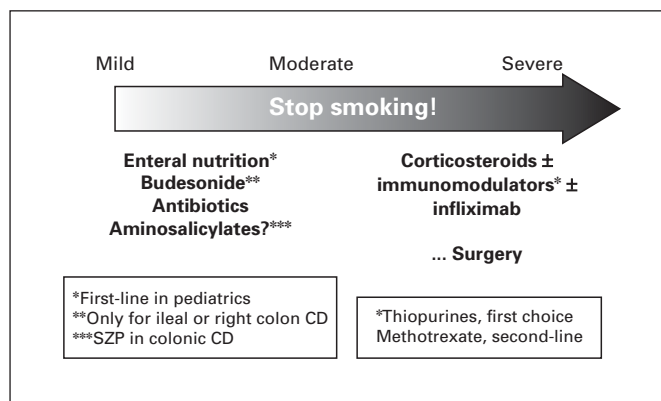 Mild Moderate Severe
Stop smoking!
Enteral nutrition*
Budesonide**
Antibiotics
Aminosalicylates?***
Corticosteroids ±
immunomodulators* ±
infliximab
... Surgery
*First-line in pediatrics
**Only for ileal or right colon CD
***SZP in colonic CD
*Thiopurines, first choice
Methotrexate, second-line